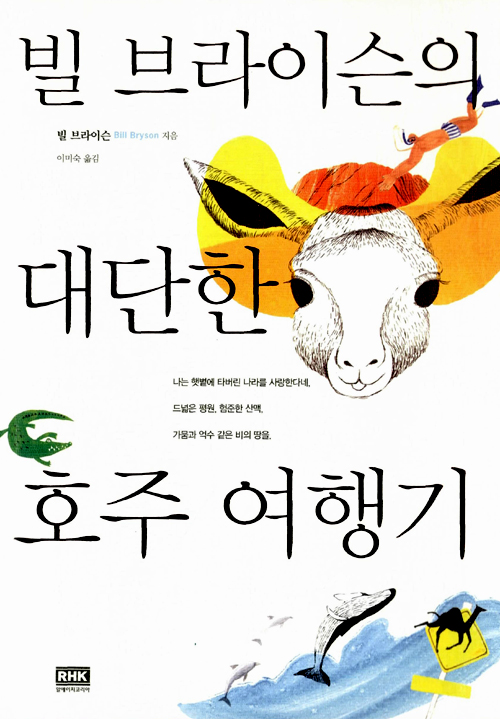 빌 브라이슨의
빌 브라이슨 Bill Bryson 지음
이미숙 옮김
대단한
나는 햇볕에 타버린 나라를 사랑한다네,
드넓은 평원, 험준한 산맥,
가뭄과 억수 같은 비의 땅을.
호주 여행기
RHK
알에이치코리아